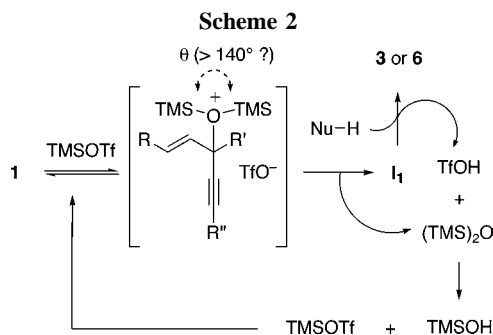 Scheme 2
θ (> 140° ?)
TMS + TMS
O
R R'
TMSOTf
1
TfO⁻
R''
3 or 6
Nu−H
I₁ TfOH
+
(TMS)₂O
TMSOTf + TMSOH